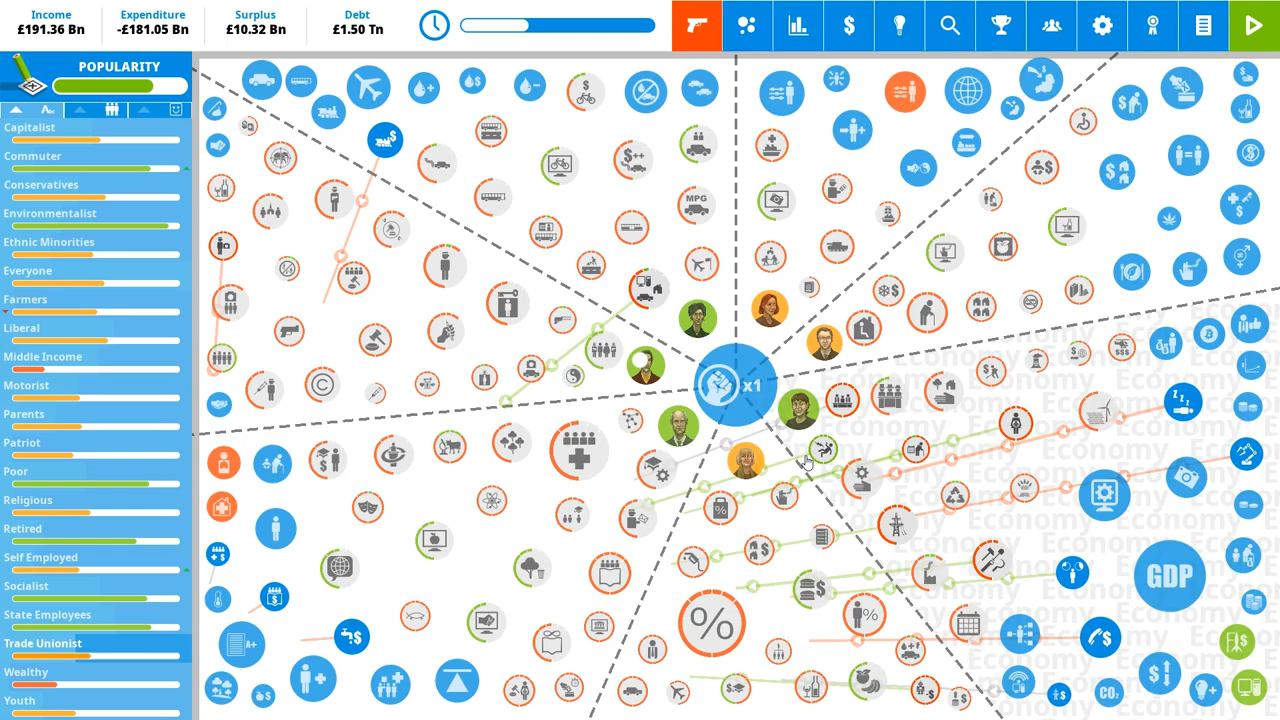 Income
£191.36 Bn
Expenditure
-£181.05 Bn
Surplus
£10.32 Bn
Debt
£1.50 Tn
POPULARITY
Capitalist
Commuter
Conservatives
Environmentalist
Ethnic Minorities
Everyone
Farmers
Liberal
Middle Income
Motorist
Parents
Patriot
Poor
Religious
Retired
Self Employed
Socialist
State Employees
Trade Unionist
Wealthy
Youth
x1
MPG
GDP
CO₂
A+
Economy